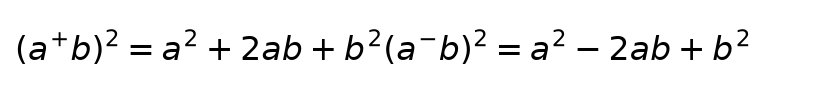 (a⁺b)² = a² + 2ab + b²(a⁻b)² = a² − 2ab + b²